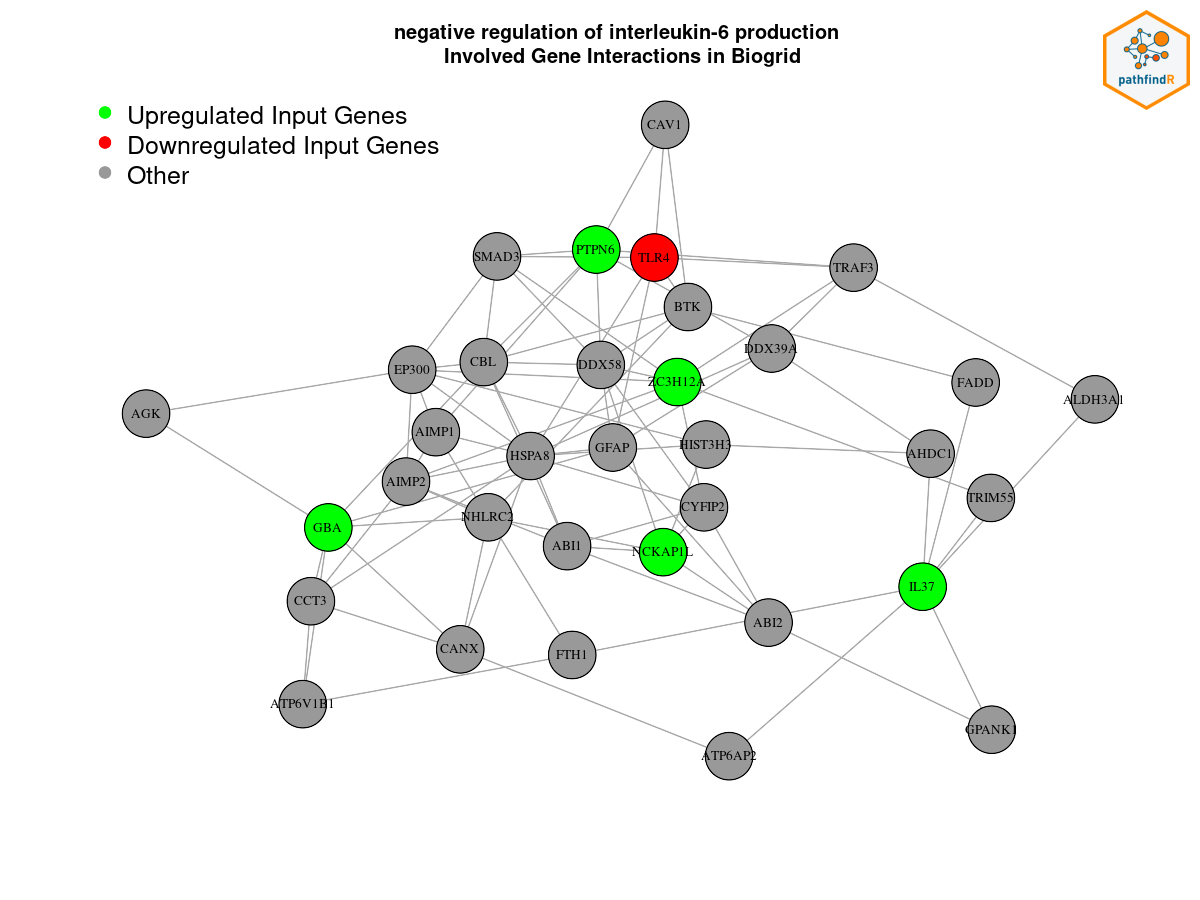 negative regulation of interleukin-6 production
Involved Gene Interactions in Biogrid
pathfindR
Upregulated Input Genes
Downregulated Input Genes
Other
CAV1
PTPN6
TLR4
SMAD3
TRAF3
BTK
DDX39A
CBL
DDX58
EP300
ZC3H12A
FADD
ALDH3A1
AGK
AIMP1
HIST3H3
GFAP
HSPA8
AHDC1
AIMP2
TRIM55
CYFIP2
NHLRC2
GBA
ABI1
NCKAP1L
IL37
CCT3
ABI2
CANX
FTH1
ATP6V1B1
GPANK1
ATP6AP2